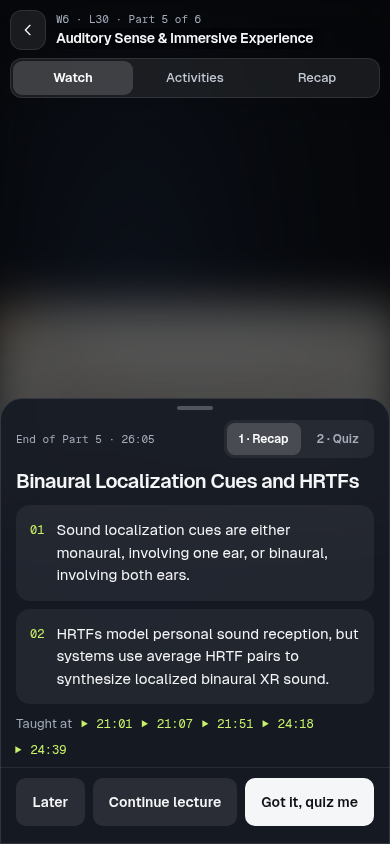 W6 · L30 · Part 5 of 6
Auditory Sense & Immersive Experience
Watch
Activities
Recap
End of Part 5 · 26:05
1 · Recap
2 · Quiz
Binaural Localization Cues and HRTFs
01
Sound localization cues are either
monaural, involving one ear, or binaural,
involving both ears.
02
HRTFs model personal sound reception, but
systems use average HRTF pairs to
synthesize localized binaural XR sound.
Taught at ▶ 21:01 ▶ 21:07 ▶ 21:51 ▶ 24:18
▶ 24:39
Later
Continue lecture
Got it, quiz me